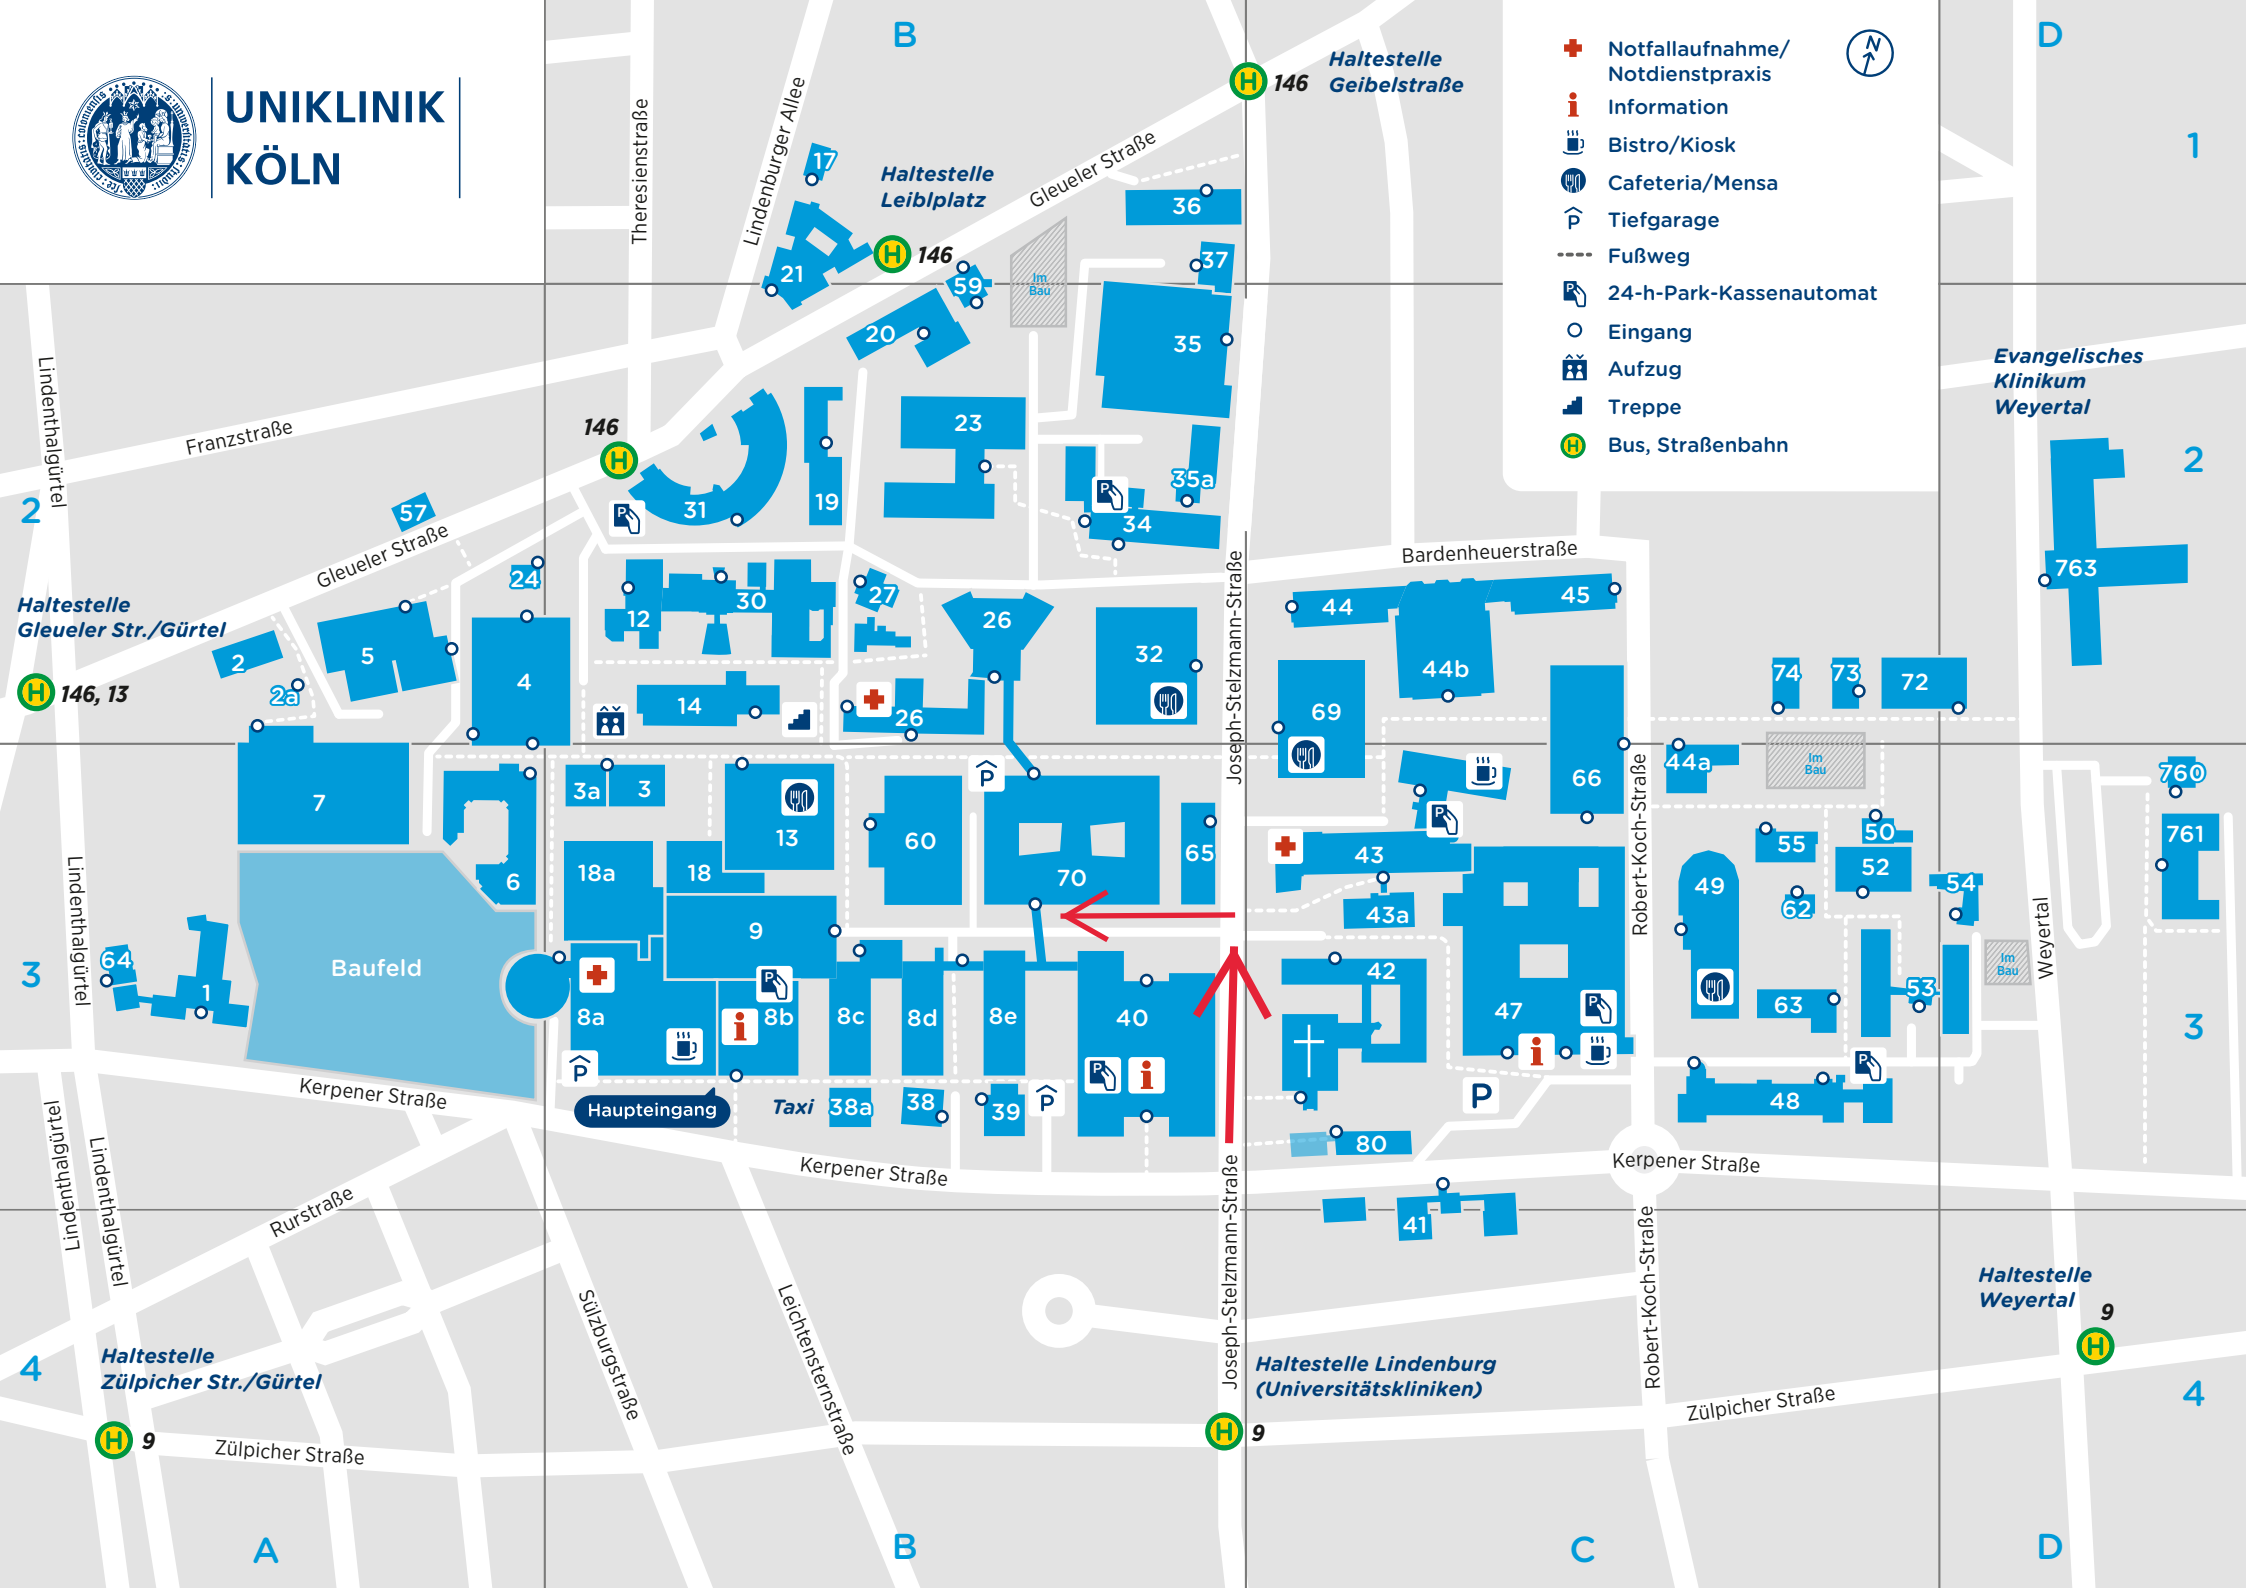 UNIKLINIK
KÖLN
B
D
Haltestelle
Geibelstraße
146
Notfallaufnahme/
Notdienstpraxis
N
Information
Bistro/Kiosk
Cafeteria/Mensa
Tiefgarage
Fußweg
24-h-Park-Kassenautomat
Eingang
Aufzug
Treppe
Bus, Straßenbahn
1
Theresienstraße
Lindenburger Allee
17
Haltestelle
Leiblplatz
146
Gleueler Straße
36
37
21
59
Im
Bau
20
35
Evangelisches
Klinikum
Weyertal
Lindenthalgürtel
Franzstraße
146
23
31
19
35a
34
2
2
57
Gleueler Straße
24
Bardenheuerstraße
763
Haltestelle
Gleueler Str./Gürtel
146, 13
12
30
27
26
32
44
45
Joseph-Stelzmann-Straße
2
2a
5
4
14
26
69
44b
74
73
72
7
3a
3
13
60
70
65
66
44a
Im
Bau
760
Robert-Koch-Straße
6
18a
18
43
43a
49
55
50
52
62
54
761
Lindenthalgürtel
Baufeld
9
42
47
Weyertal
64
1
3
3
8a
8b
8c
8d
8e
40
63
53
Im
Bau
Kerpener Straße
Haupteingang
Taxi
38a
38
39
P
80
48
Lindenthalgürtel
Lindenthalgürtel
Kerpener Straße
Kerpener Straße
Rurstraße
41
Joseph-Stelzmann-Straße
Robert-Koch-Straße
Sülzburgstraße
Leichtensternstraße
Haltestelle
Weyertal
9
4
Haltestelle
Zülpicher Str./Gürtel
9
Zülpicher Straße
Haltestelle Lindenburg
(Universitätskliniken)
9
Zülpicher Straße
4
A
B
C
D